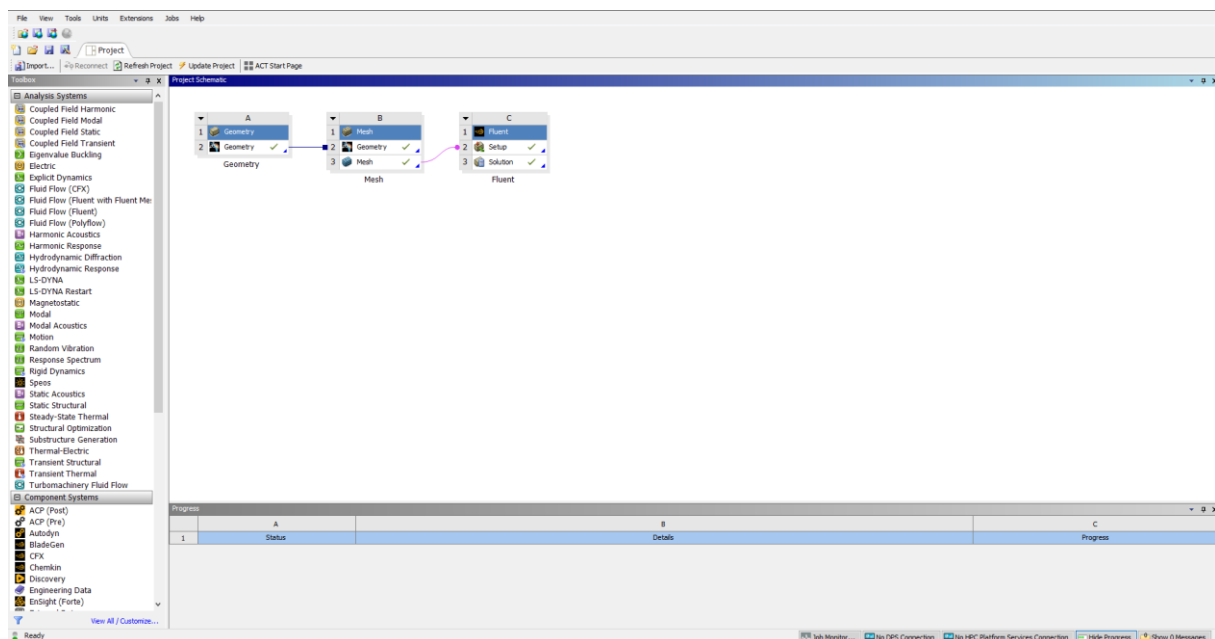 File View Tools Units Extensions Jobs Help
Project
Import... Reconnect Refresh Project Update Project ACT Start Page
Toolbox
Analysis Systems
Coupled Field Harmonic
Coupled Field Modal
Coupled Field Static
Coupled Field Transient
Eigenvalue Buckling
Electric
Explicit Dynamics
Fluid Flow (CFX)
Fluid Flow (Fluent with Fluent Me
Fluid Flow (Fluent)
Fluid Flow (Polyflow)
Harmonic Acoustics
Harmonic Response
Hydrodynamic Diffraction
Hydrodynamic Response
LS-DYNA
LS-DYNA Restart
Magnetostatic
Modal
Modal Acoustics
Motion
Random Vibration
Response Spectrum
Rigid Dynamics
Speos
Static Acoustics
Static Structural
Steady-State Thermal
Structural Optimization
Substructure Generation
Thermal-Electric
Transient Structural
Transient Thermal
Turbomachinery Fluid Flow
Component Systems
ACP (Post)
ACP (Pre)
Autodyn
BladeGen
CFX
Chemkin
Discovery
Engineering Data
EnSight (Forte)
View All / Customize...
Project Schematic
A
1 Geometry
2 Geometry
Geometry
B
1 Mesh
2 Geometry
3 Mesh
Mesh
C
1 Fluent
2 Setup
3 Solution
Fluent
Progress
A B C
1 Status Details Progress
Ready
Job Monitor... No DPS Connection No HPC Platform Services Connection Hide Progress Show 0 Messages